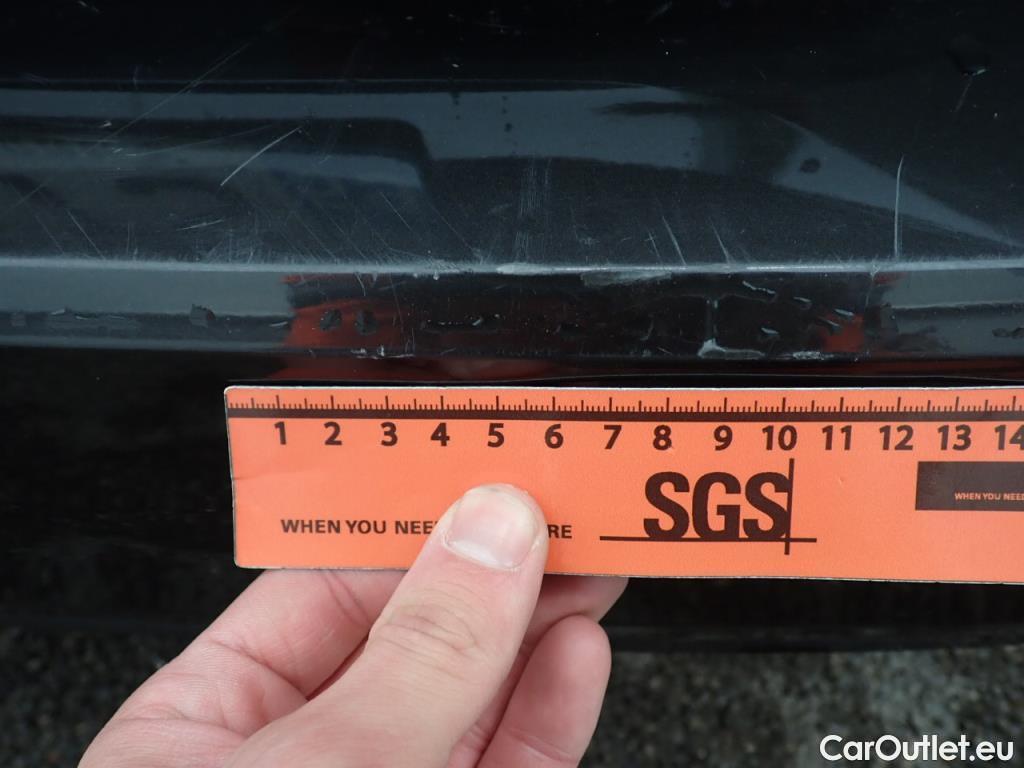 1 2 3 4 5 6 7 8 9 10 11 12 13 14
SGS
WHEN YOU NEE
RE
WHEN YOU NEED
CarOutlet.eu